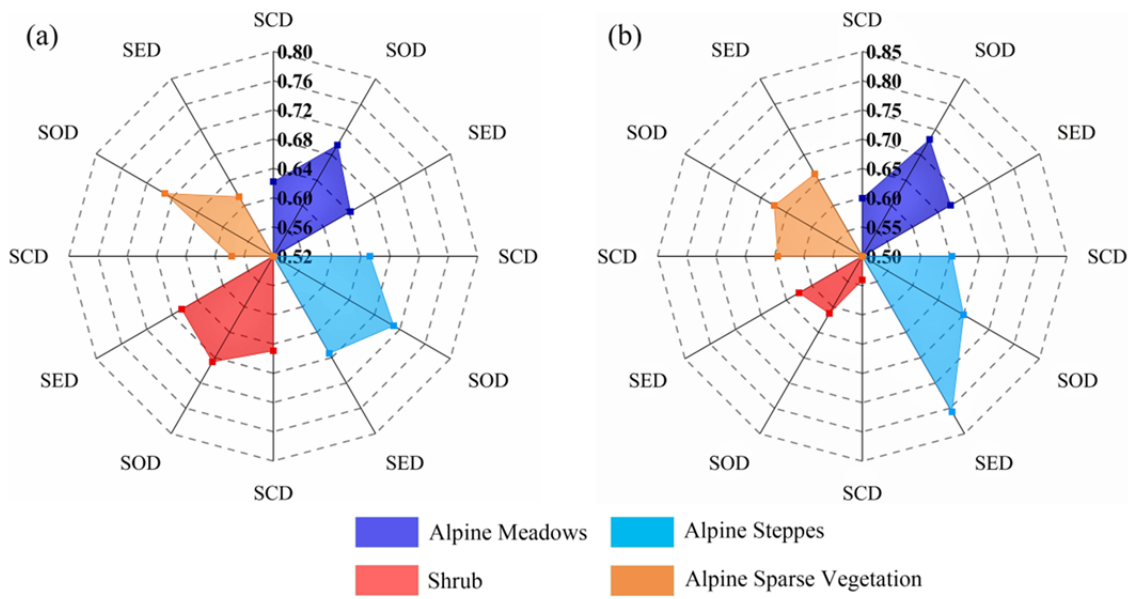 (a)
SCD
SOD
SED
SCD
SOD
SED
SCD
SOD
SED
SCD
SOD
SED
0.80
0.76
0.72
0.68
0.64
0.60
0.56
0.52
(b)
SCD
SOD
SED
SCD
SOD
SED
SCD
SOD
SED
SCD
SOD
SED
0.85
0.80
0.75
0.70
0.65
0.60
0.55
0.50
Alpine Meadows
Alpine Steppes
Shrub
Alpine Sparse Vegetation